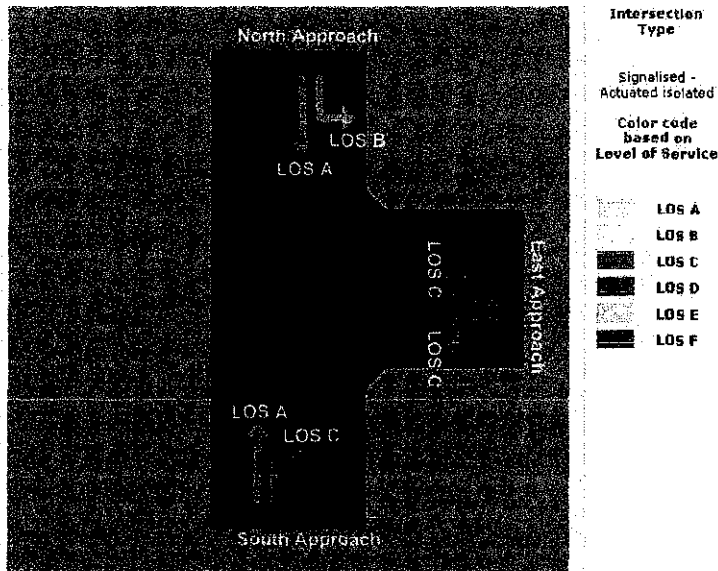 North Approach
LOS B
LOS A
LOS C
LOS C
East Approach
LOS A
LOS C
South Approach
Intersection
Type
Signalised -
Actuated isolated
Color code
based on
Level of Service
LOS A
LOS B
LOS C
LOS D
LOS E
LOS F